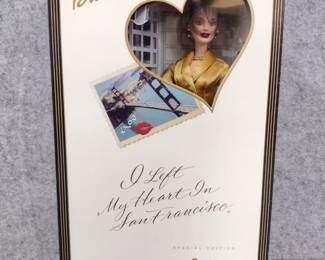 I Left
My Heart In
San Francisco®
SPECIAL EDITION